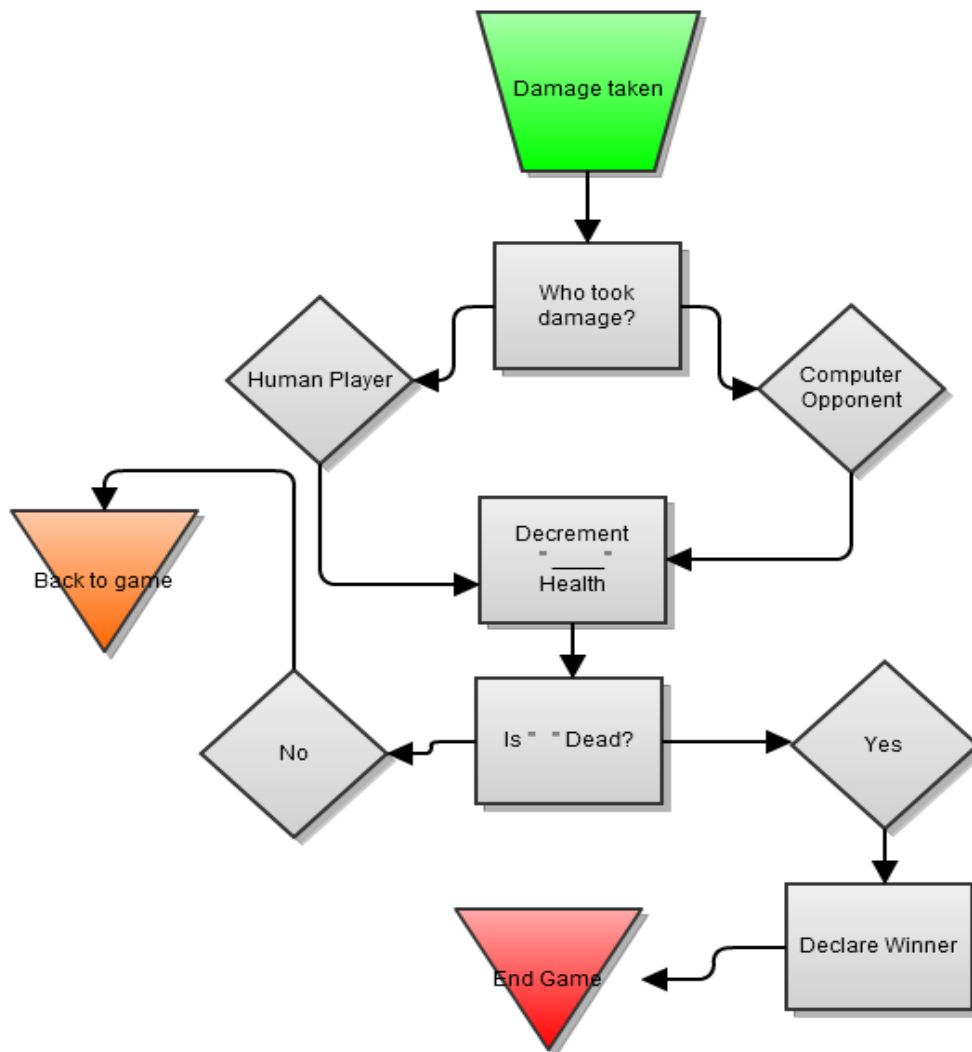 Damage taken
Who took
damage?
Human Player
Computer
Opponent
Decrement
"_____"
Health
Back to game
Is " " Dead?
No
Yes
Declare Winner
End Game